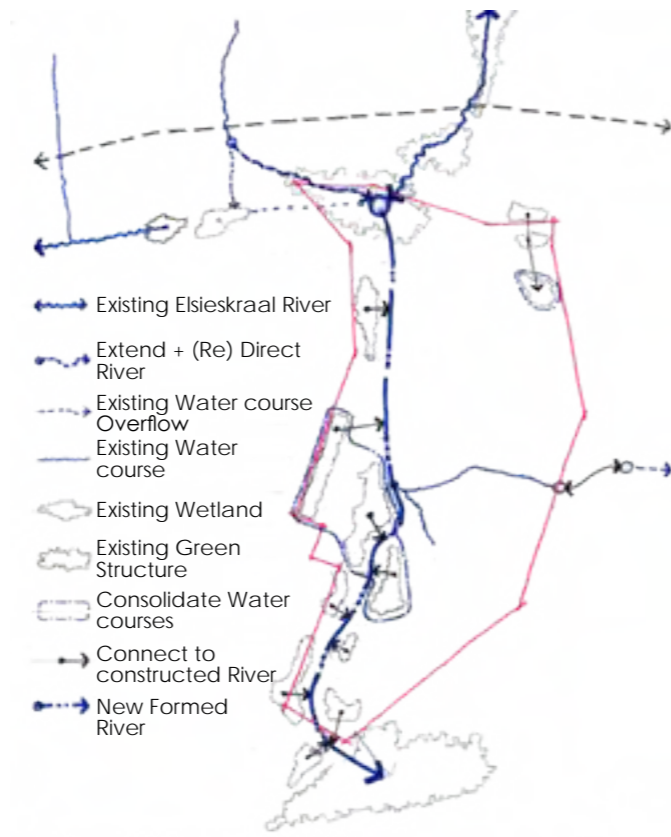 Existing Elsieskraal River
Extend + (Re) Direct
River
Existing Water course
Overflow
Existing Water
course
Existing Wetland
Existing Green
Structure
Consolidate Water
courses
Connect to
constructed River
New Formed
River